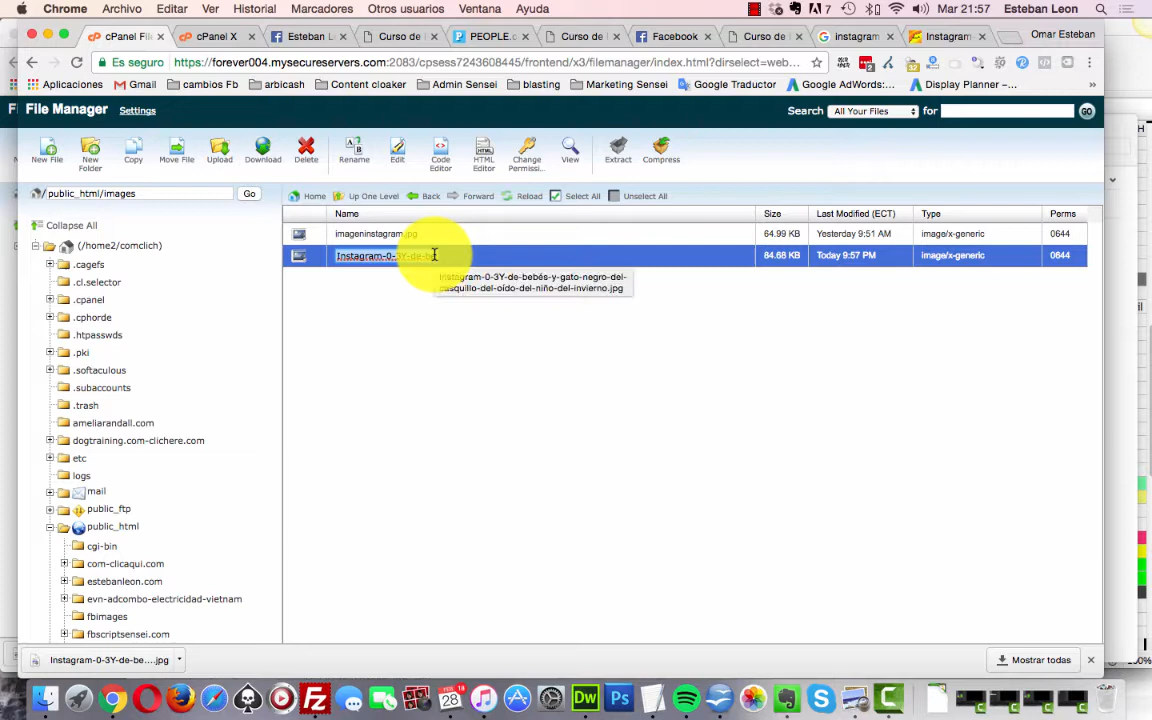 Chrome Archivo Editar Ver Historial Marcadores Otros usuarios Ventana Ayuda 7 Mar 21:57 Esteban Leon
cPanel Fil cPanel X Esteban L Curso de PEOPLE. Curso de Facebook Curso de instagram Instagram Omar Esteban
Es seguro https://forever004.mysecureservers.com:2083/cpsess7243608445/frontend/x3/filemanager/index.html?dirselect=web...
Aplicaciones Gmail cambios Fb arbicash Content cloaker Admin Sensei blasting Marketing Sensei Google Traductor Google AdWords:... Display Planner –... »
File Manager Settings Search All Your Files for GO
New File New Folder Copy Move File Upload Download Delete Rename Edit Code Editor HTML Editor Change Permissi... View Extract Compress
/public_html/images Go Home Up One Level Back Forward Reload Select All Unselect All
Name Size Last Modified (ECT) Type Perms
imageninstagram.jpg 64.99 KB Yesterday 9:51 AM image/x-generic 0644
Instagram-0-3Y-de-be 84.68 KB Today 9:57 PM image/x-generic 0644
Instagram-0-3Y-de-bebés-y-gato-negro-del-
pasquillo-del-oído-del-niño-del-invierno.jpg
Collapse All
(/home2/comclich)
.cagefs
.cl.selector
.cpanel
.cphorde
.htpasswds
.pki
.softaculous
.subaccounts
.trash
ameliarandall.com
dogtraining.com-clichere.com
etc
logs
mail
public_ftp
public_html
cgi-bin
com-clicaqui.com
estebanleon.com
evn-adcombo-electricidad-vietnam
fbimages
fbscriptsensei.com
Instagram-0-3Y-de-be....jpg Mostrar todas
28 Dw Ps